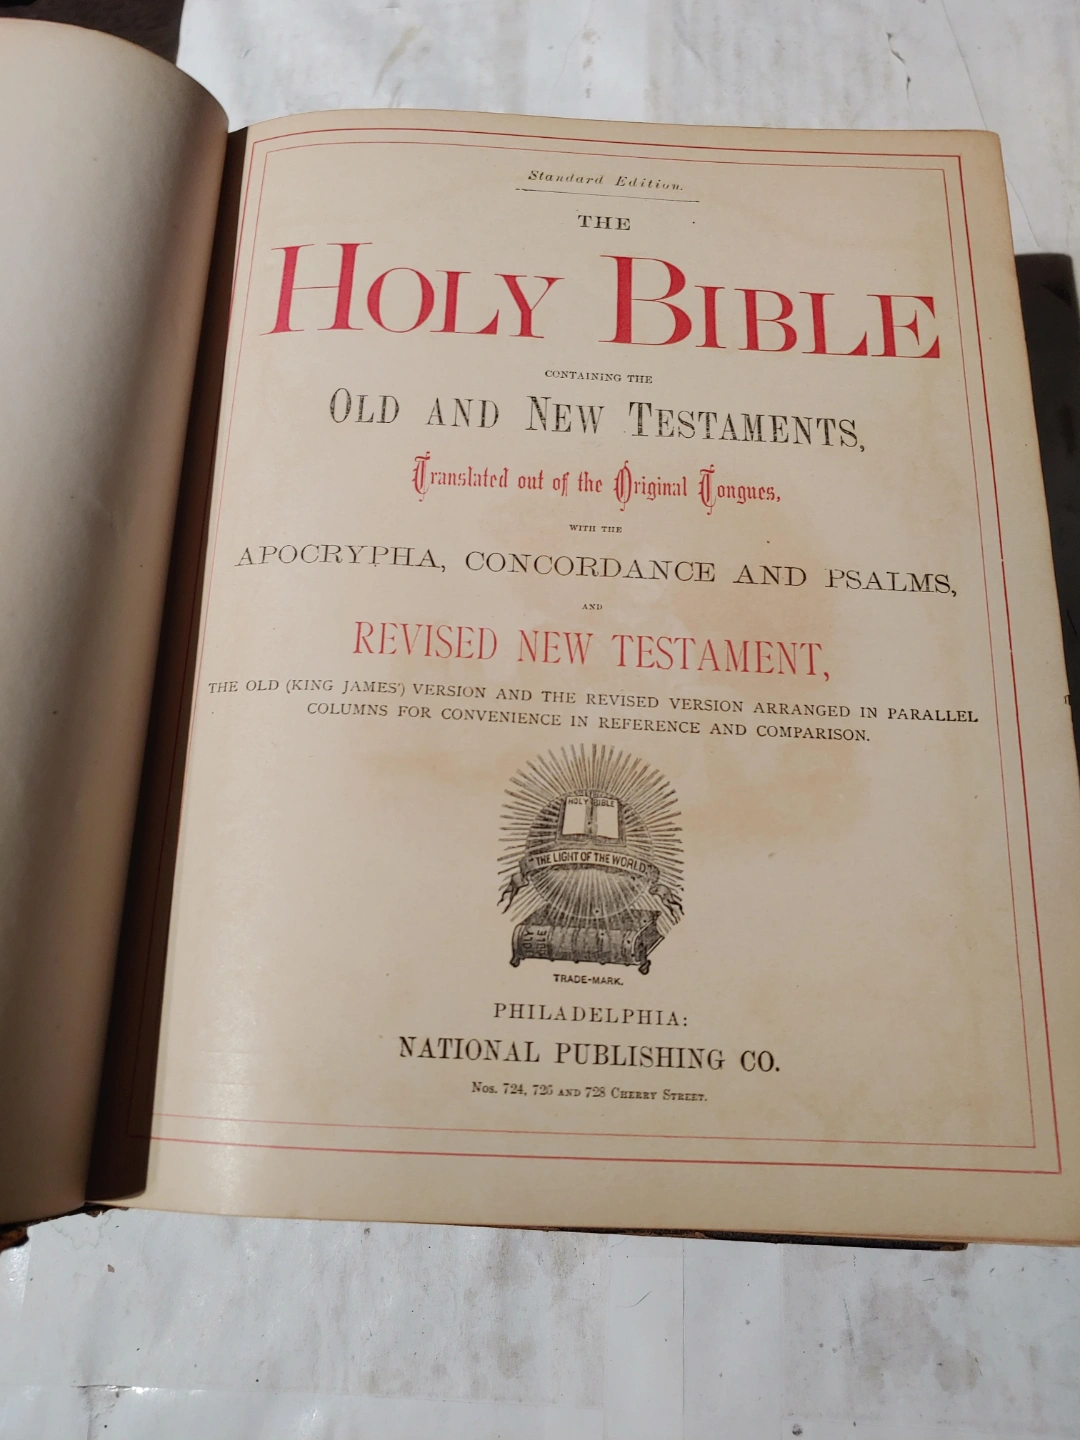 Standard Edition.
THE
HOLY BIBLE
CONTAINING THE
OLD AND NEW TESTAMENTS,
Translated out of the Original Tongues,
WITH THE
APOCRYPHA, CONCORDANCE AND PSALMS,
AND
REVISED NEW TESTAMENT,
THE OLD (KING JAMES') VERSION AND THE REVISED VERSION ARRANGED IN PARALLEL
COLUMNS FOR CONVENIENCE IN REFERENCE AND COMPARISON.
HOLY BIBLE
THE LIGHT OF THE WORLD
HOLY BIBLE
TRADE-MARK.
PHILADELPHIA:
NATIONAL PUBLISHING CO.
Nos. 724, 726 AND 728 CHERRY STREET.